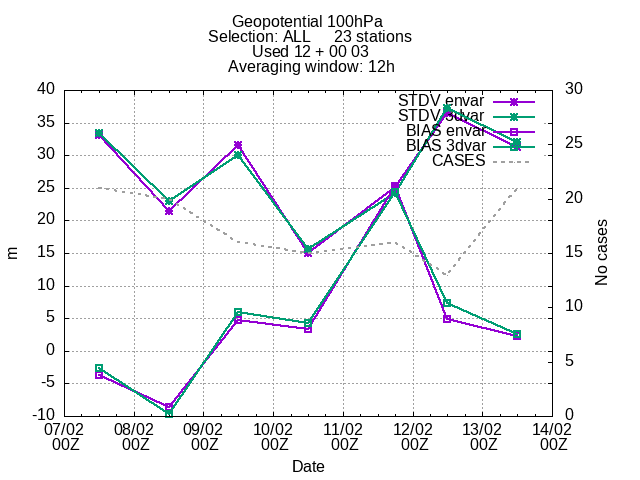 Geopotential 100hPa
Selection: ALL 23 stations
Used 12 + 00 03
Averaging window: 12h
STDV envar
STDV 3dvar
BIAS envar
BIAS 3dvar
CASES
40
35
30
25
20
15
10
5
0
-5
-10
m
30
25
20
15
10
5
0
No cases
07/02 08/02 09/02 10/02 11/02 12/02 13/02 14/02
00Z 00Z 00Z 00Z 00Z 00Z 00Z 00Z
Date